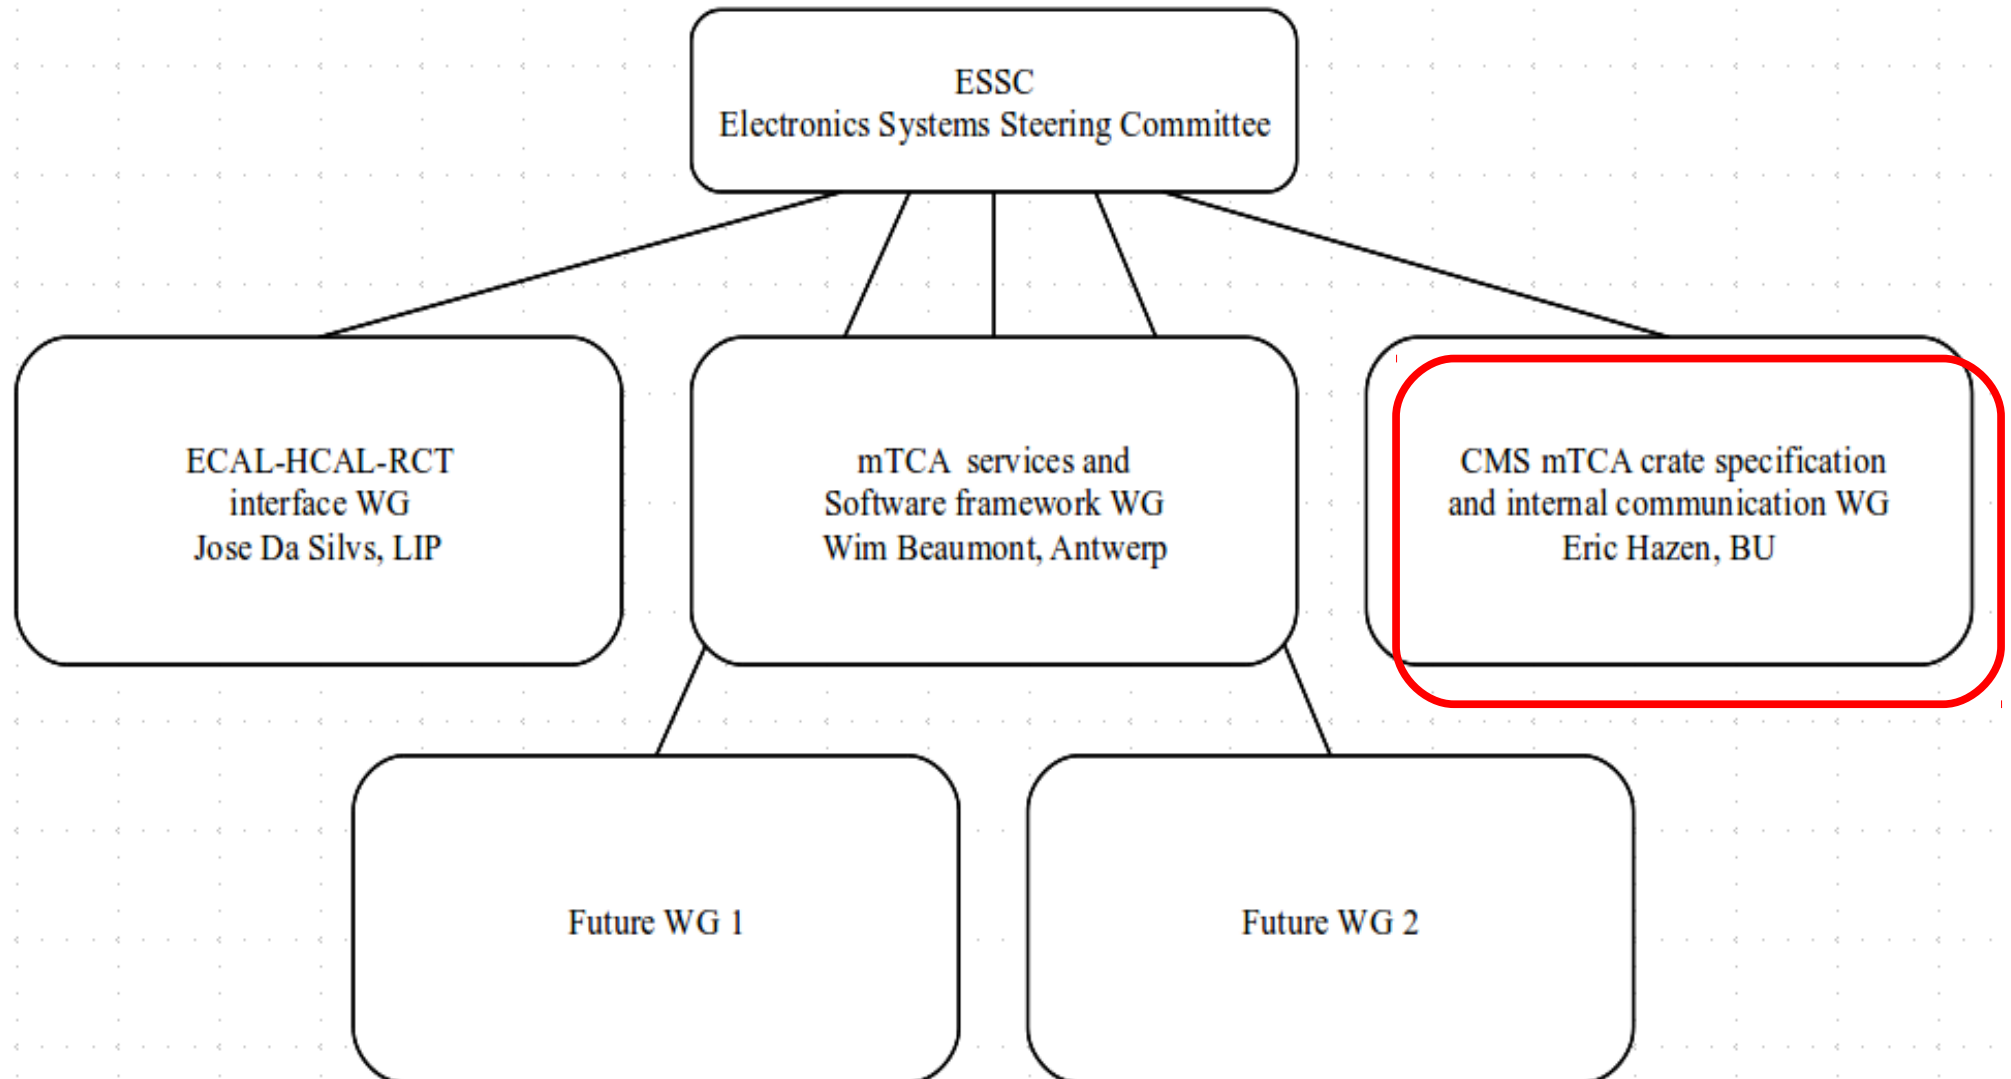 ESSC
Electronics Systems Steering Committee
ECAL-HCAL-RCT
interface WG
Jose Da Silvs, LIP
mTCA services and
Software framework WG
Wim Beaumont, Antwerp
CMS mTCA crate specification
and internal communication WG
Eric Hazen, BU
Future WG 1
Future WG 2